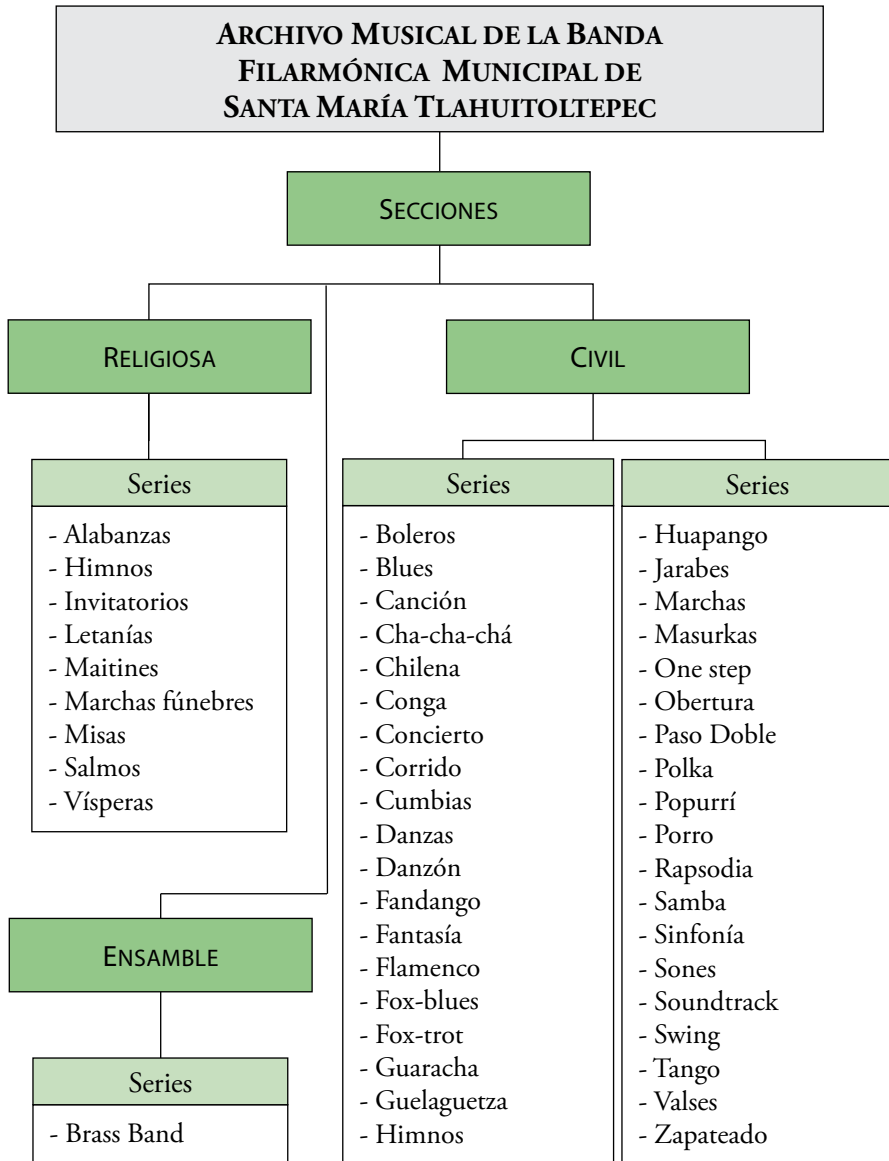 ARCHIVO MUSICAL DE LA BANDA
FILARMÓNICA MUNICIPAL DE
SANTA MARÍA TLAHUITOLTEPEC
SECCIONES
RELIGIOSA
Series
- Alabanzas
- Himnos
- Invitatorios
- Letanías
- Maitines
- Marchas fúnebres
- Misas
- Salmos
- Vísperas
ENSAMBLE
Series
- Brass Band
CIVIL
Series
- Boleros
- Blues
- Canción
- Cha-cha-chá
- Chilena
- Conga
- Concierto
- Corrido
- Cumbias
- Danzas
- Danzón
- Fandango
- Fantasía
- Flamenco
- Fox-blues
- Fox-trot
- Guaracha
- Guelaguetza
- Himnos
Series
- Huapango
- Jarabes
- Marchas
- Masurkas
- One step
- Obertura
- Paso Doble
- Polka
- Popurrí
- Porro
- Rapsodia
- Samba
- Sinfonía
- Sones
- Soundtrack
- Swing
- Tango
- Valses
- Zapateado